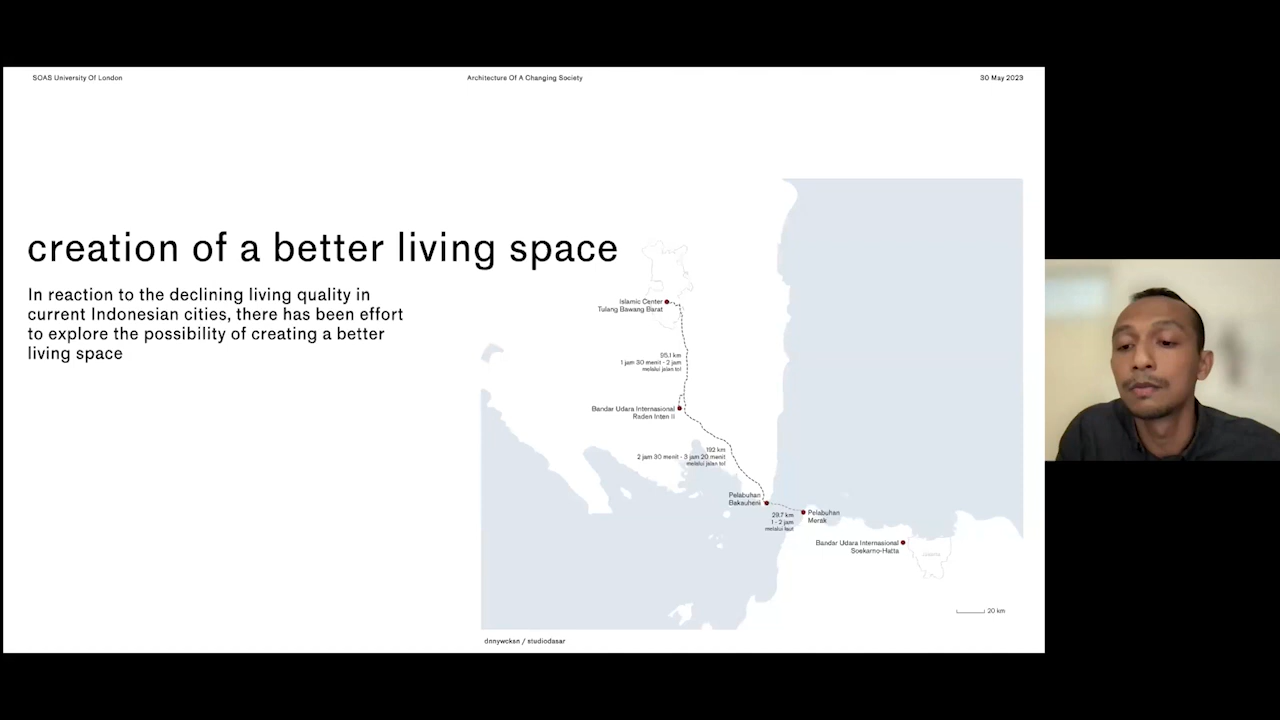 SOAS University Of London
Architecture Of A Changing Society
30 May 2023
creation of a better living space
In reaction to the declining living quality in
current Indonesian cities, there has been effort
to explore the possibility of creating a better
living space
Islamic Center
Tulang Bawang Barat
95.1 km
1 jam 30 menit - 2 jam
melalui jalan tol
Bandar Udara Internasional
Raden Inten II
192 km
2 jam 30 menit - 3 jam 20 menit
melalui jalan tol
Pelabuhan
Bakauheni
29.7 km
1 - 2 jam
melalui laut
Pelabuhan
Merak
Bandar Udara Internasional
Soekarno-Hatta
20 km
dnnywckan / studiodasar